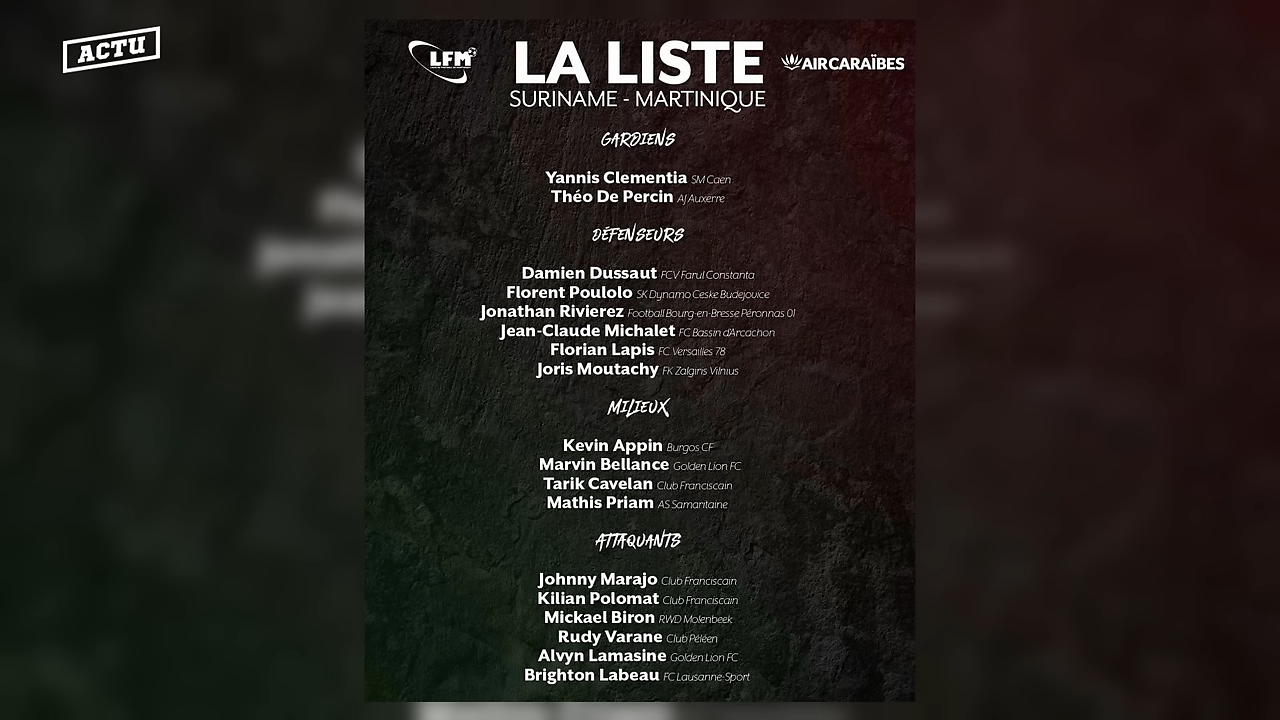 ACTU
LFM
LA LISTE
AIRCARAÏBES
SURINAME - MARTINIQUE
GARDIENS
Yannis Clementia SM Caen
Théo De Percin AJ Auxerre
DÉFENSEURS
Damien Dussaut FCV Farul Constanta
Florent Poulolo SK Dynamo Ceske Budejovice
Jonathan Rivierez Football Bourg-en-Bresse Péronnas 01
Jean-Claude Michalet FC Bassin d'Arcachon
Florian Lapis FC Versailles 78
Joris Moutachy FK Zalgiris Vilnius
MILIEUX
Kevin Appin Burgos CF
Marvin Bellance Golden Lion FC
Tarik Cavelan Club Franciscain
Mathis Priam AS Samaritaine
ATTAQUANTS
Johnny Marajo Club Franciscain
Kilian Polomat Club Franciscain
Mickael Biron RWD Molenbeek
Rudy Varane Club Péléen
Alvyn Lamasine Golden Lion FC
Brighton Labeau FC Lausanne-Sport